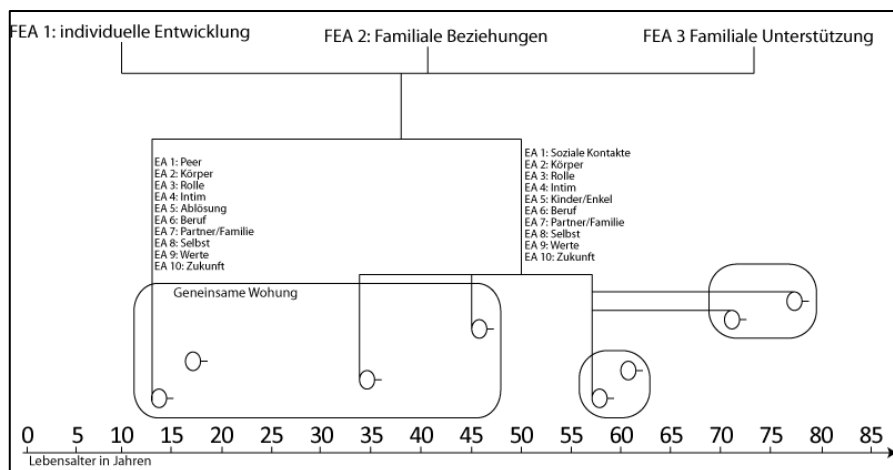 FEA 1: individuelle Entwicklung
FEA 2: Familiale Beziehungen
FEA 3 Familiale Unterstützung
EA 1: Peer
EA 2: Körper
EA 3: Rolle
EA 4: Intim
EA 5: Ablösung
EA 6: Beruf
EA 7: Partner/Familie
EA 8: Selbst
EA 9: Werte
EA 10: Zukunft
EA 1: Soziale Kontakte
EA 2: Körper
EA 3: Rolle
EA 4: Intim
EA 5: Kinder/Enkel
EA 6: Beruf
EA 7: Partner/Familie
EA 8: Selbst
EA 9: Werte
EA 10: Zukunft
Geneinsame Wohung
0 5 10 15 20 25 30 35 40 45 50 55 60 65 70 75 80 85
Lebensalter in Jahren